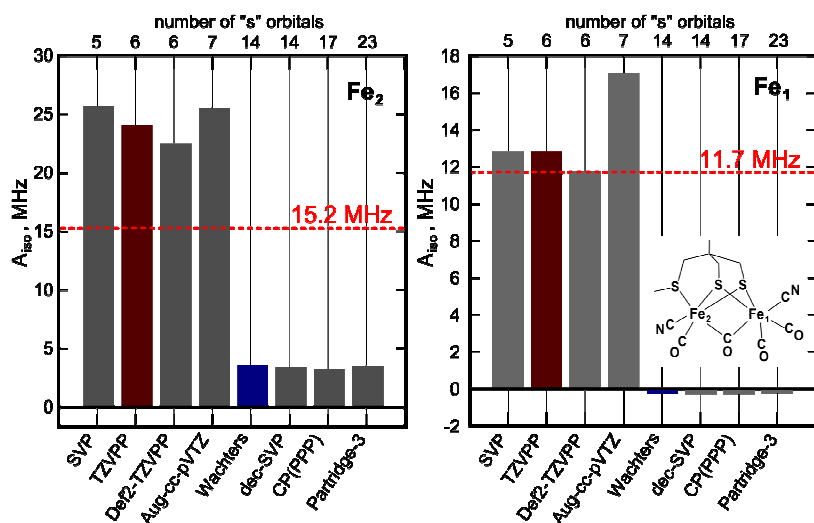 number of "s" orbitals
5 6 6 7 14 14 17 23
30
25
20
15
10
5
0
A_iso, MHz
Fe₂
15.2 MHz
SVP
TZVPP
Def2-TZVPP
Aug-cc-pVTZ
Wachters
dec-SVP
CP(PPP)
Partridge-3
number of "s" orbitals
5 6 6 7 14 14 17 23
18
16
14
12
10
8
6
4
2
0
-2
A_iso, MHz
Fe₁
11.7 MHz
S S S
CN
Fe₂ Fe₁
NC
C C C C
O O O O
SVP
TZVPP
Def2-TZVPP
Aug-cc-pVTZ
Wachters
dec-SVP
CP(PPP)
Partridge-3